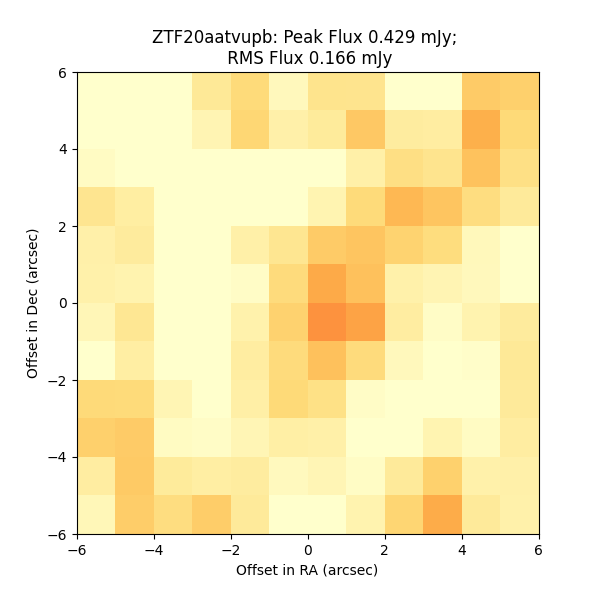 ZTF20aatvupb: Peak Flux 0.429 mJy;
RMS Flux 0.166 mJy
6
4
2
0
−2
−4
−6
Offset in Dec (arcsec)
−6 −4 −2 0 2 4 6
Offset in RA (arcsec)